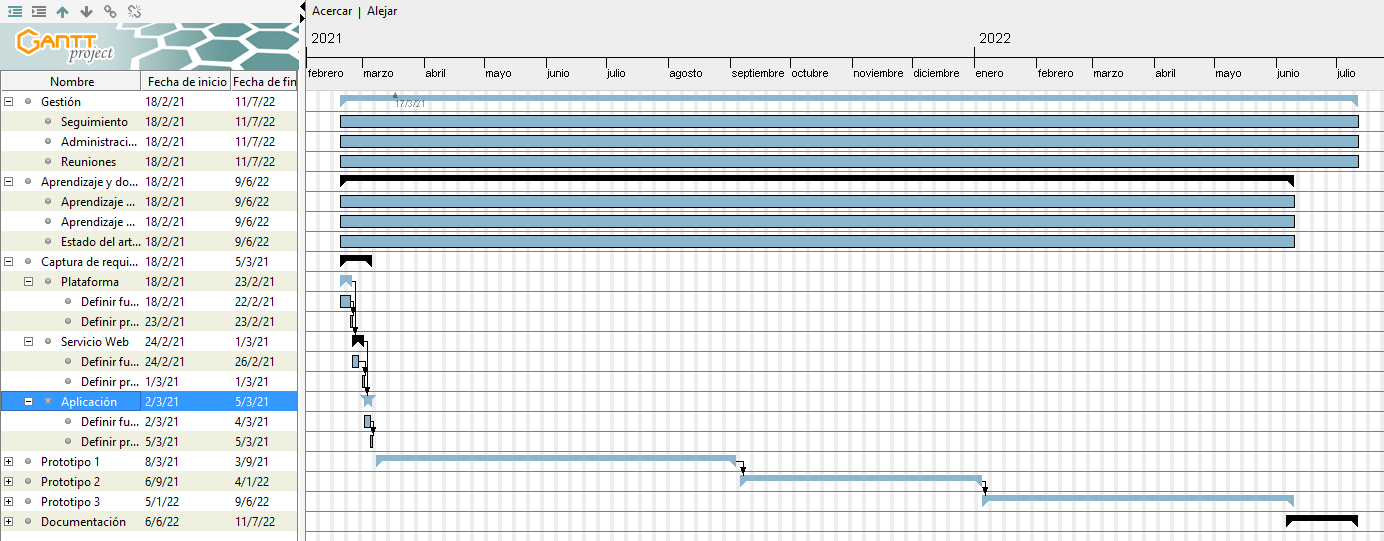 Acercar | Alejar
GANTT project
2021 2022
febrero marzo abril mayo junio julio agosto septiembre octubre noviembre diciembre enero febrero marzo abril mayo junio julio
Nombre Fecha de inicio Fecha de fin
Gestión 18/2/21 11/7/22
17/3/21
Seguimiento 18/2/21 11/7/22
Administraci... 18/2/21 11/7/22
Reuniones 18/2/21 11/7/22
Aprendizaje y do... 18/2/21 9/6/22
Aprendizaje ... 18/2/21 9/6/22
Aprendizaje ... 18/2/21 9/6/22
Estado del art... 18/2/21 9/6/22
Captura de requi... 18/2/21 5/3/21
Plataforma 18/2/21 23/2/21
Definir fu... 18/2/21 22/2/21
Definir pr... 23/2/21 23/2/21
Servicio Web 24/2/21 1/3/21
Definir fu... 24/2/21 26/2/21
Definir pr... 1/3/21 1/3/21
Aplicación 2/3/21 5/3/21
Definir fu... 2/3/21 4/3/21
Definir pr... 5/3/21 5/3/21
Prototipo 1 8/3/21 3/9/21
Prototipo 2 6/9/21 4/1/22
Prototipo 3 5/1/22 9/6/22
Documentación 6/6/22 11/7/22